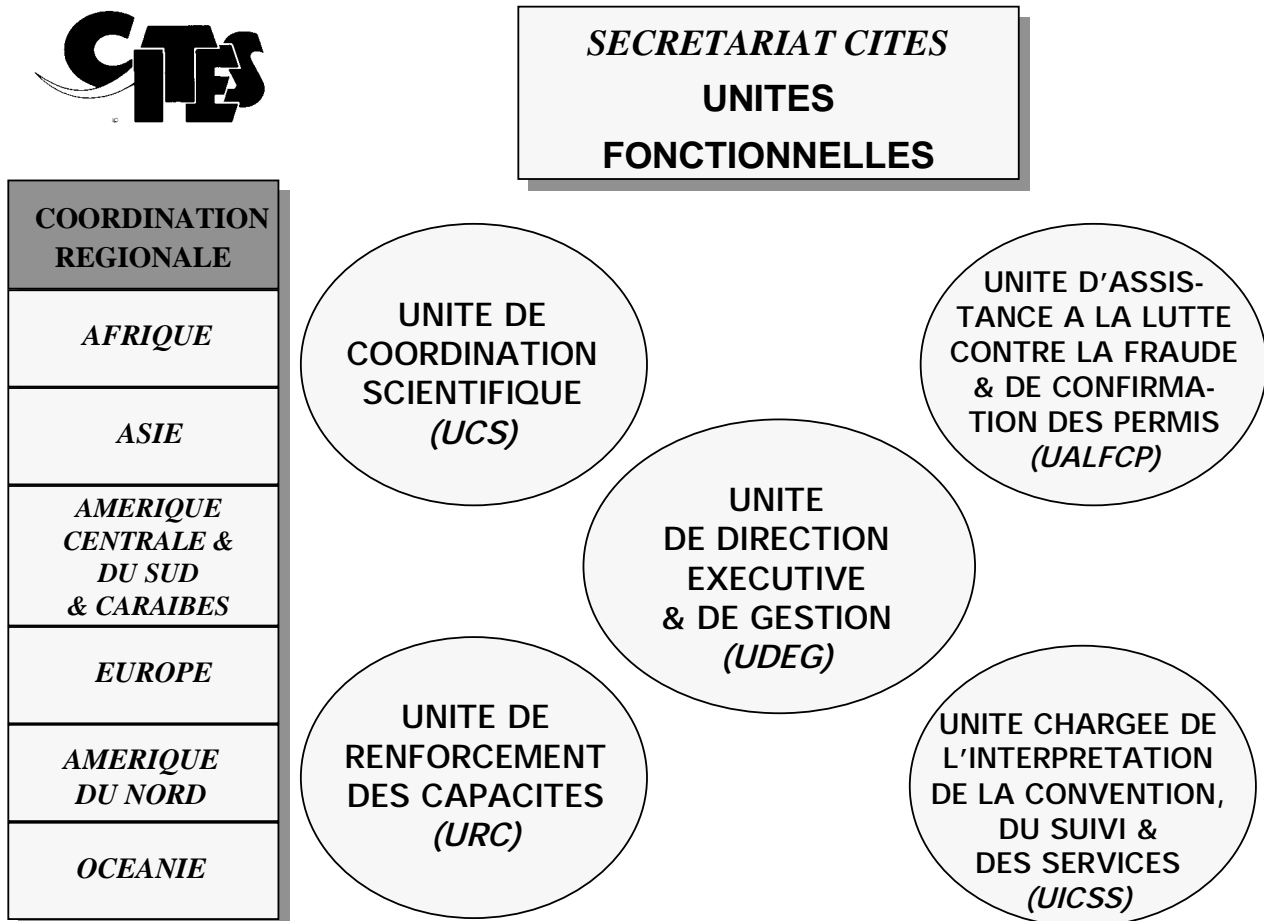 CITES
SECRETARIAT CITES
UNITES
FONCTIONNELLES
COORDINATION
REGIONALE
AFRIQUE
ASIE
AMERIQUE
CENTRALE &
DU SUD
& CARAIBES
EUROPE
AMERIQUE
DU NORD
OCEANIE
UNITE DE
COORDINATION
SCIENTIFIQUE
(UCS)
UNITE D'ASSIS-
TANCE A LA LUTTE
CONTRE LA FRAUDE
& DE CONFIRMA-
TION DES PERMIS
(UALFCP)
UNITE
DE DIRECTION
EXECUTIVE
& DE GESTION
(UDEG)
UNITE DE
RENFORCEMENT
DES CAPACITES
(URC)
UNITE CHARGEE DE
L'INTERPRETATION
DE LA CONVENTION,
DU SUIVI &
DES SERVICES
(UICSS)